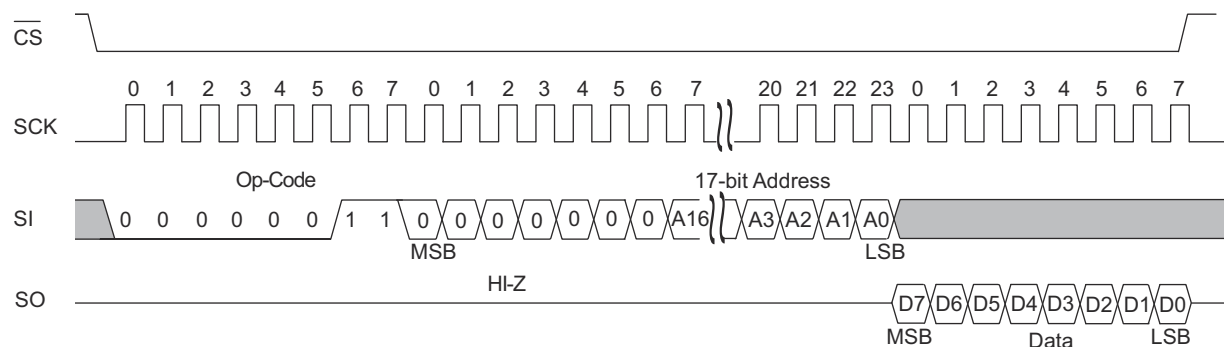 CS
0 1 2 3 4 5 6 7 0 1 2 3 4 5 6 7 20 21 22 23 0 1 2 3 4 5 6 7
SCK
Op-Code 17-bit Address
SI 0 0 0 0 0 0 1 1 0 0 0 0 0 0 0 A16 A3 A2 A1 A0
MSB LSB
HI-Z
SO D7 D6 D5 D4 D3 D2 D1 D0
MSB Data LSB